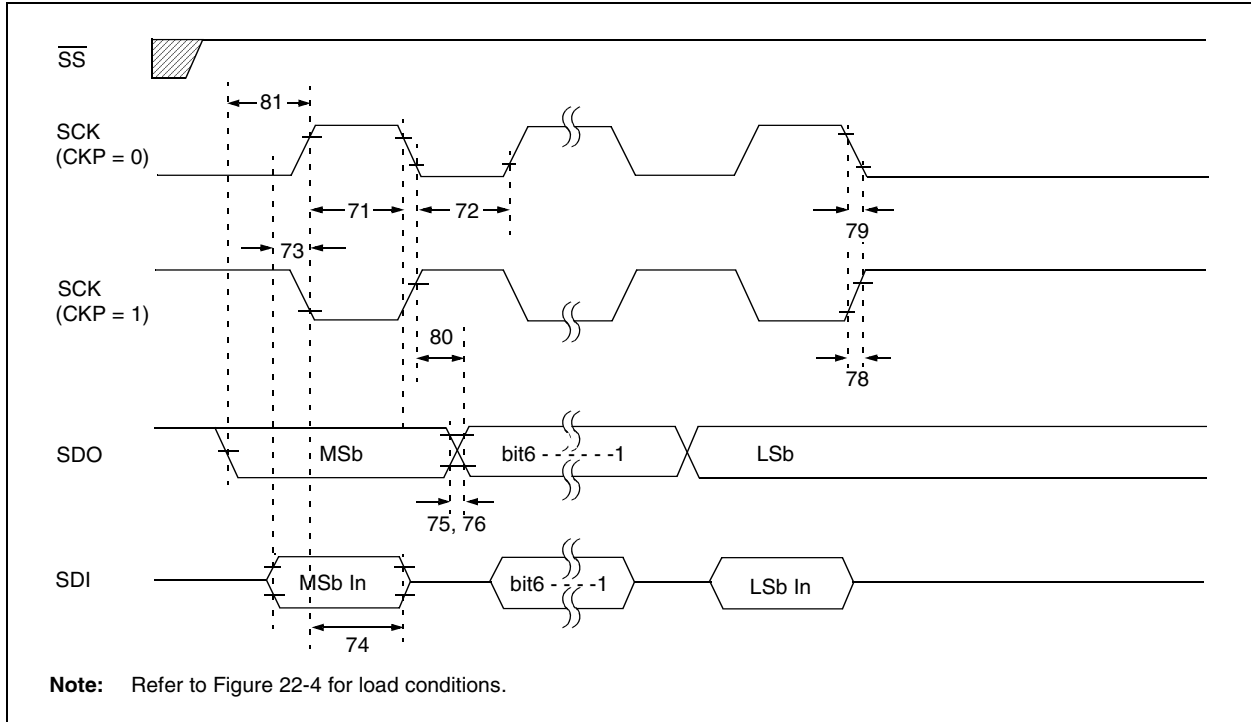 SS
81
SCK
(CKP = 0)
71
72
79
73
SCK
(CKP = 1)
80
78
SDO
MSb
bit6 - - - - - -1
LSb
75, 76
SDI
MSb In
bit6 - - - - -1
LSb In
74
Note: Refer to Figure 22-4 for load conditions.